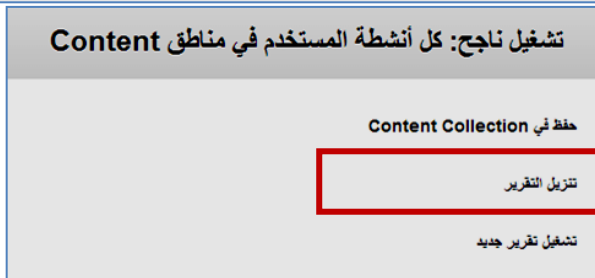 تشغيل ناجح: كل أنشطة المستخدم في مناطق Content
حفظ في Content Collection
تنزيل التقرير
تشغيل تقرير جديد